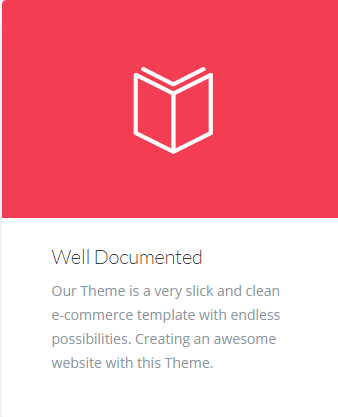 Well Documented
Our Theme is a very slick and clean
e-commerce template with endless
possibilities. Creating an awesome
website with this Theme.